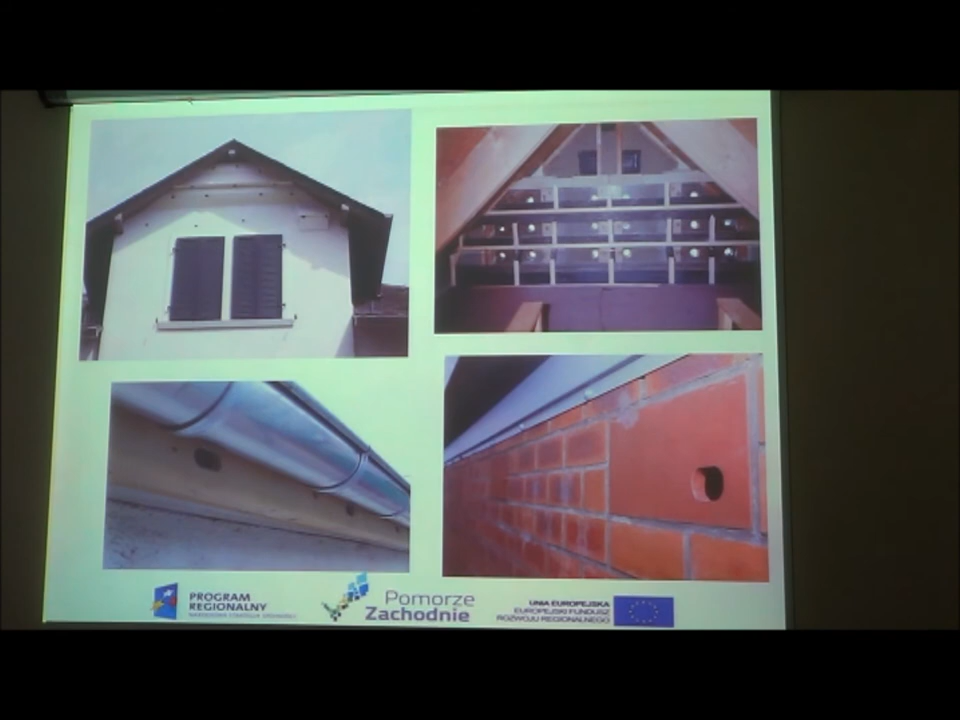 PROGRAM
REGIONALNY
NARODOWA STRATEGIA SPÓJNOŚCI
Pomorze
Zachodnie
UNIA EUROPEJSKA
EUROPEJSKI FUNDUSZ
ROZWOJU REGIONALNEGO